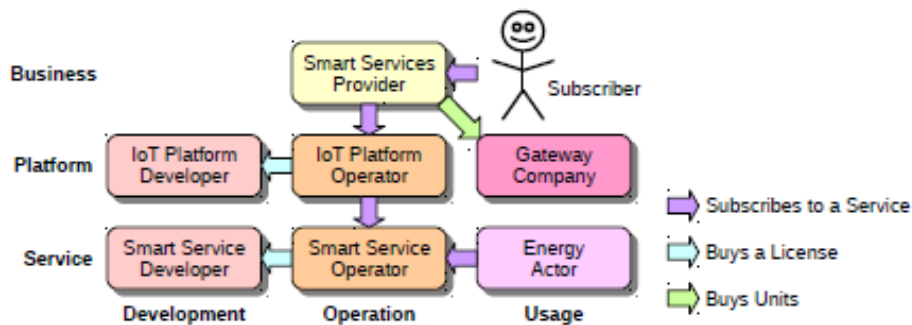 Business
Smart Services
Provider
Subscriber
Platform
IoT Platform
Developer
IoT Platform
Operator
Gateway
Company
Subscribes to a Service
Service
Smart Service
Developer
Smart Service
Operator
Energy
Actor
Buys a License
Buys Units
Development
Operation
Usage